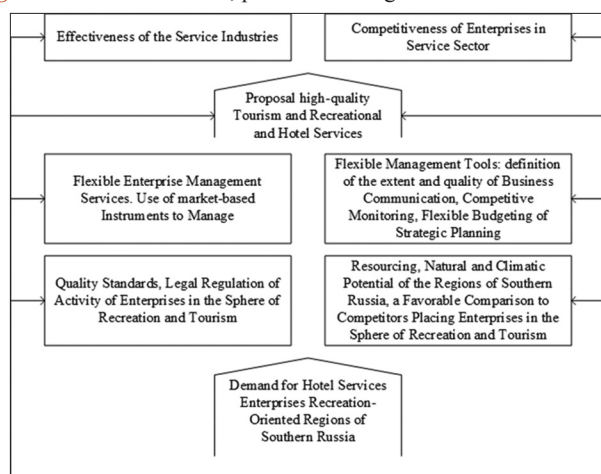 Effectiveness of the Service Industries
Competitiveness of Enterprises in
Service Sector
Proposal high-quality
Tourism and Recreational
and Hotel Services
Flexible Enterprise Management
Services. Use of market-based
Instruments to Manage
Flexible Management Tools: definition
of the extent and quality of Business
Communication, Competitive
Monitoring, Flexible Budgeting of
Strategic Planning
Quality Standards, Legal Regulation of
Activity of Enterprises in the Sphere of
Recreation and Tourism
Resourcing, Natural and Climatic
Potential of the Regions of Southern
Russia, a Favorable Comparison to
Competitors Placing Enterprises in the
Sphere of Recreation and Tourism
Demand for Hotel Services
Enterprises Recreation-
Oriented Regions of
Southern Russia